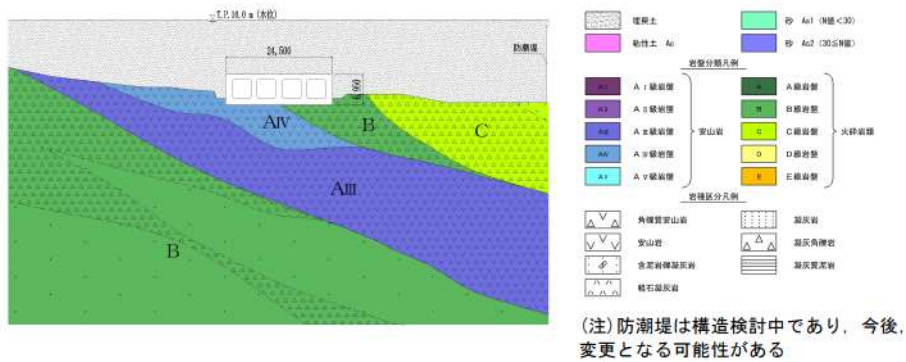 T.P.10.0 m (水位)
防潮堤
24,500
6,950
AⅣ
B
C
AⅢ
B
埋戻土
砂 As1 (N値<30)
粘性土 Ac
砂 As2 (30≦N値)
岩盤分類凡例
AⅠ AⅠ級岩盤
AⅡ AⅡ級岩盤
AⅢ AⅢ級岩盤
AⅣ AⅣ級岩盤
AⅤ AⅤ級岩盤
安山岩
A A級岩盤
B B級岩盤
C C級岩盤
D D級岩盤
E E級岩盤
火砕岩類
岩種区分凡例
角礫質安山岩
凝灰岩
安山岩
凝灰角礫岩
含泥岩礫凝灰岩
凝灰質泥岩
軽石凝灰岩
(注)防潮堤は構造検討中であり，今後，
変更となる可能性がある